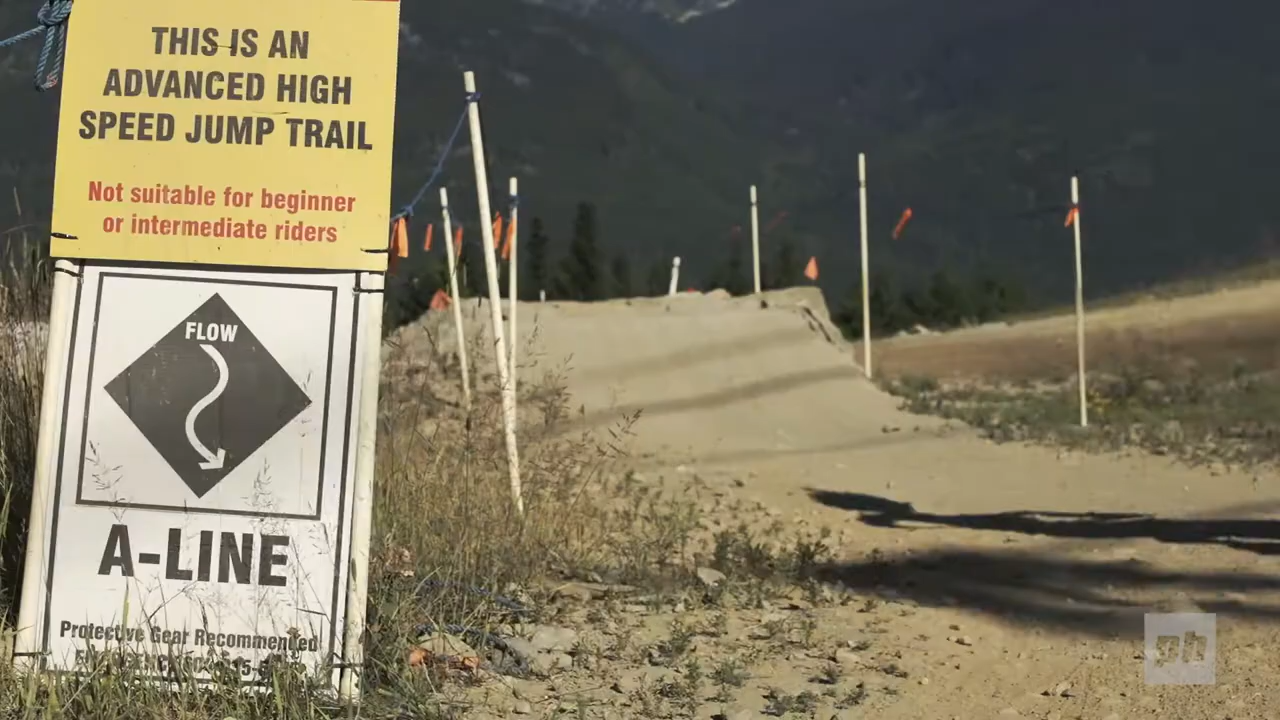 THIS IS AN
ADVANCED HIGH
SPEED JUMP TRAIL
Not suitable for beginner
or intermediate riders
FLOW
A-LINE
Protective Gear Recommended
ph